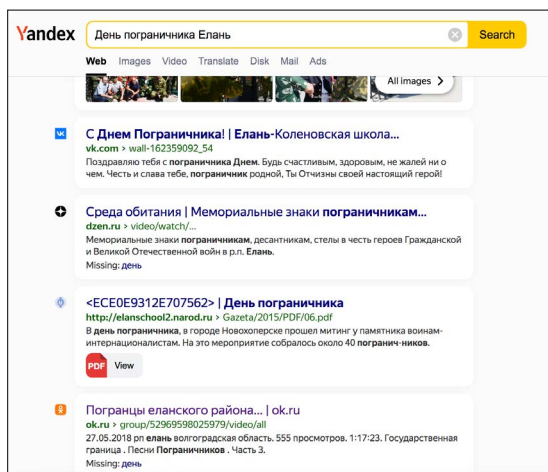 Yandex
День пограничника Елань
Search
Web Images Video Translate Disk Mail Ads
All images
С Днем Пограничника! | Елань-Коленовская школа...
vk.com › wall-162359092_54
Поздравляю тебя с пограничника Днем. Будь счастливым, здоровым, не жалей ни о
чем. Честь и слава тебе, пограничник родной, Ты Отчизны своей настоящий герой!
Среда обитания | Мемориальные знаки пограничникам...
dzen.ru › video/watch/...
Мемориальные знаки пограничникам, десантникам, стелы в честь героев Гражданской
и Великой Отечественной войн в р.п. Елань.
Missing: день
<ECE0E9312E707562> | День пограничника
http://elanschool2.narod.ru › Gazeta/2015/PDF/06.pdf
В день пограничника, в городе Новохоперске прошел митинг у памятника воинам-
интернационалистам. На это мероприятие собралось около 40 погранич-ников.
PDF View
Погранцы еланского района... | ok.ru
ok.ru › group/52969598025979/video/all
27.05.2018 рп елань волгоградская область. 555 просмотров. 1:17:23. Государственная
граница . Песни Пограничников . Часть 3.
Missing: день